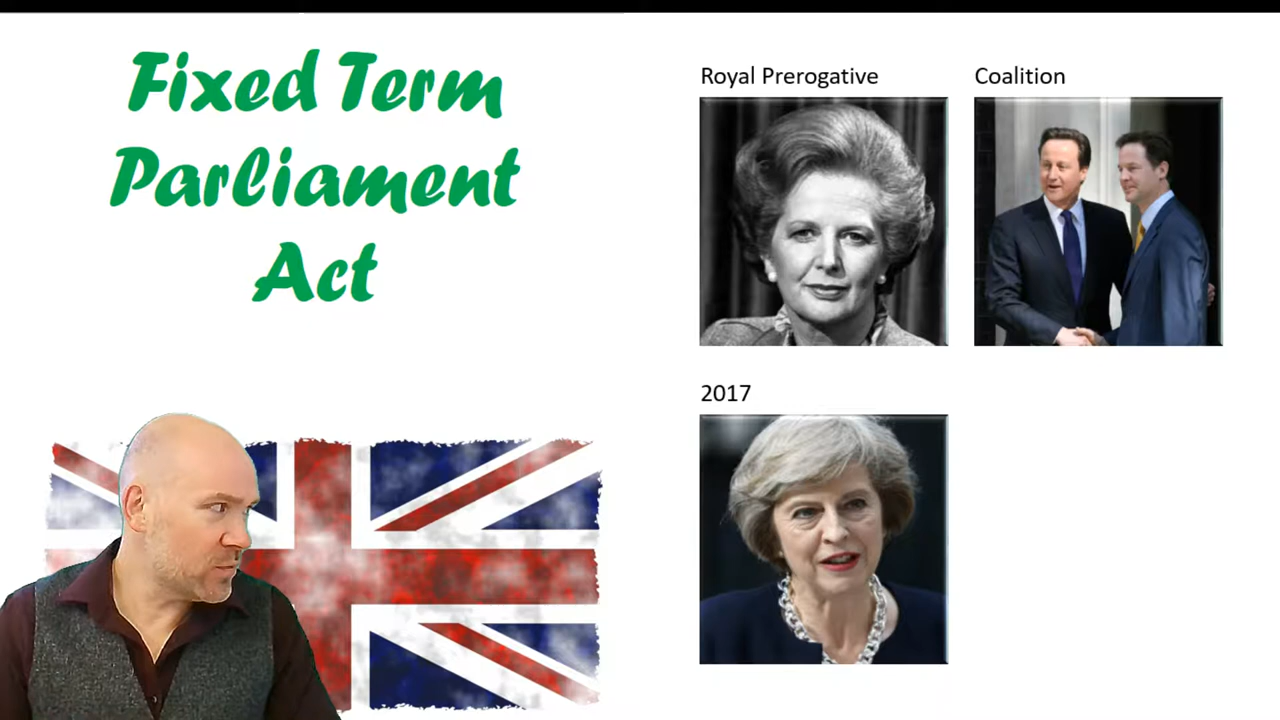 Fixed Term
Parliament
Act
Royal Prerogative
Coalition
2017